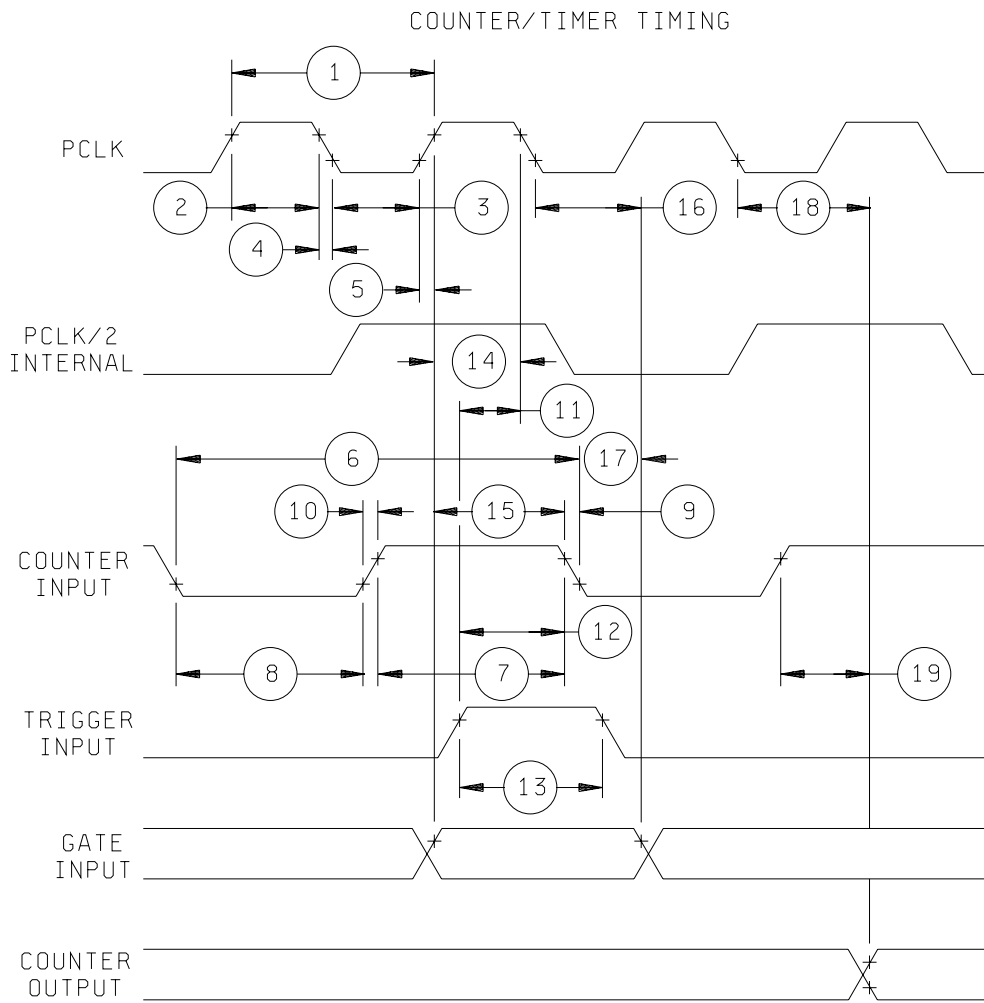 COUNTER/TIMER TIMING
1
PCLK
2
3
16
18
4
5
PCLK/2
INTERNAL
14
11
6
17
10
15
9
COUNTER
INPUT
12
8
7
19
TRIGGER
INPUT
13
GATE
INPUT
COUNTER
OUTPUT